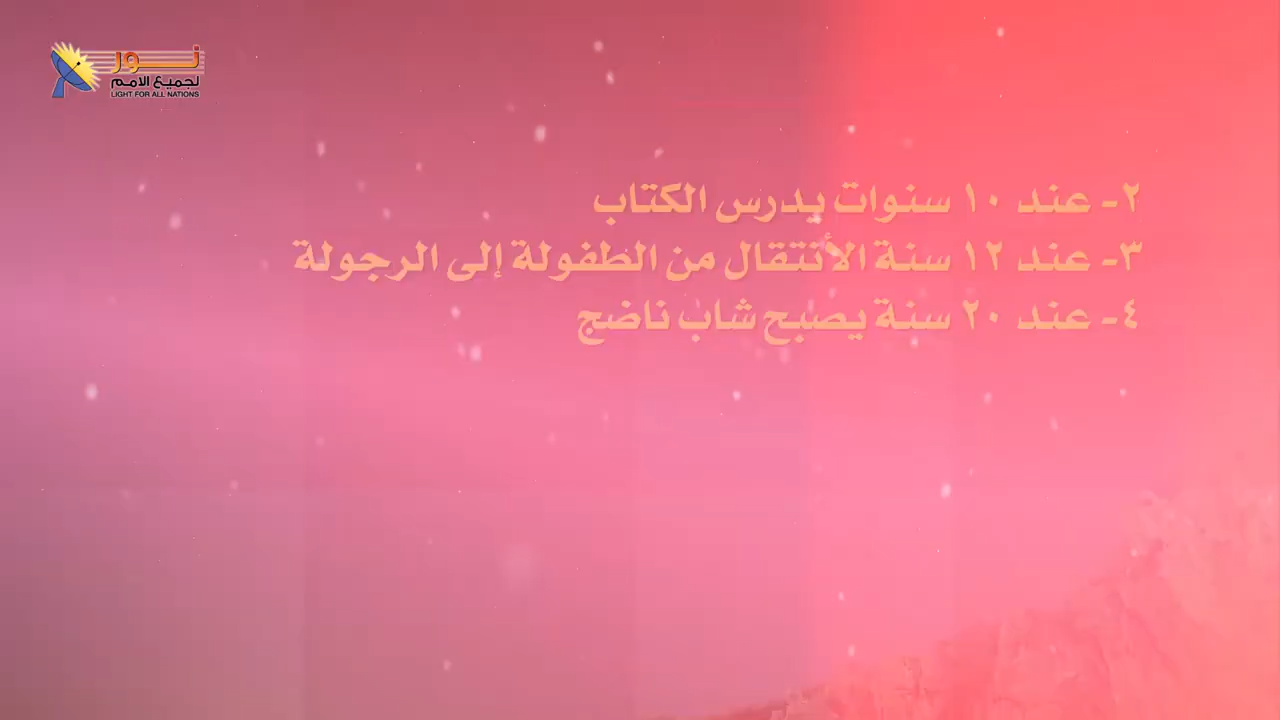 نور
لجميع الامم
LIGHT FOR ALL NATIONS
٢- عند ١٠ سنوات يدرس الكتاب
٣- عند ١٢ سنة الأنتقال من الطفولة إلى الرجولة
٤- عند ٢٠ سنة يصبح شاب ناضج